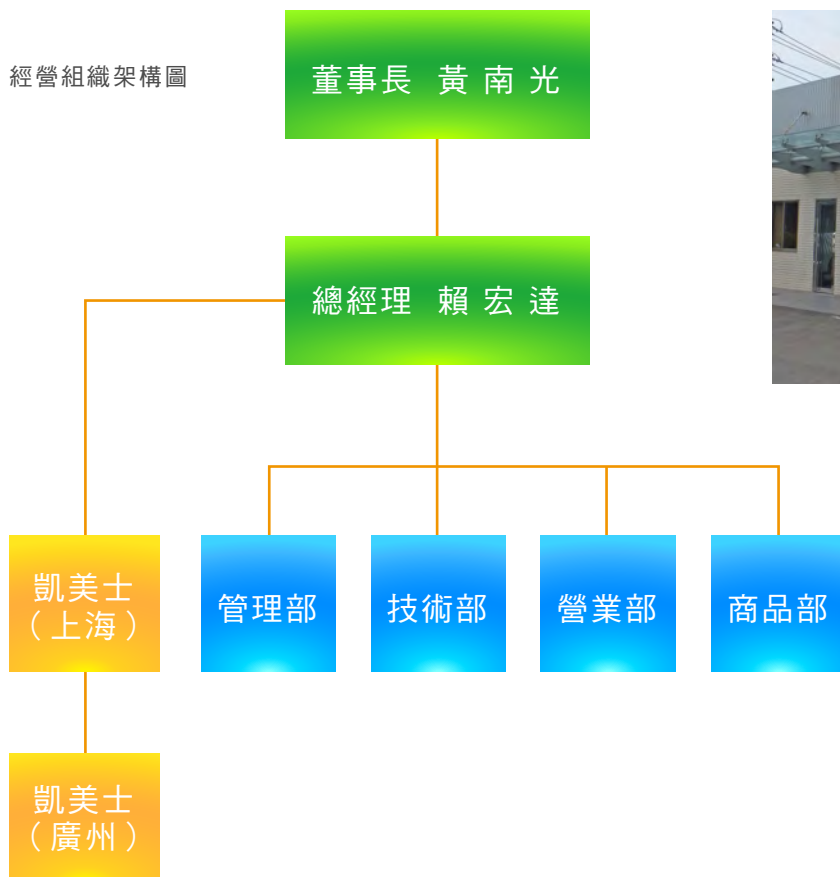 經營組織架構圖
董事長 黃南光
總經理 賴宏達
凱美士
（上海）
管理部
技術部
營業部
商品部
凱美士
（廣州）